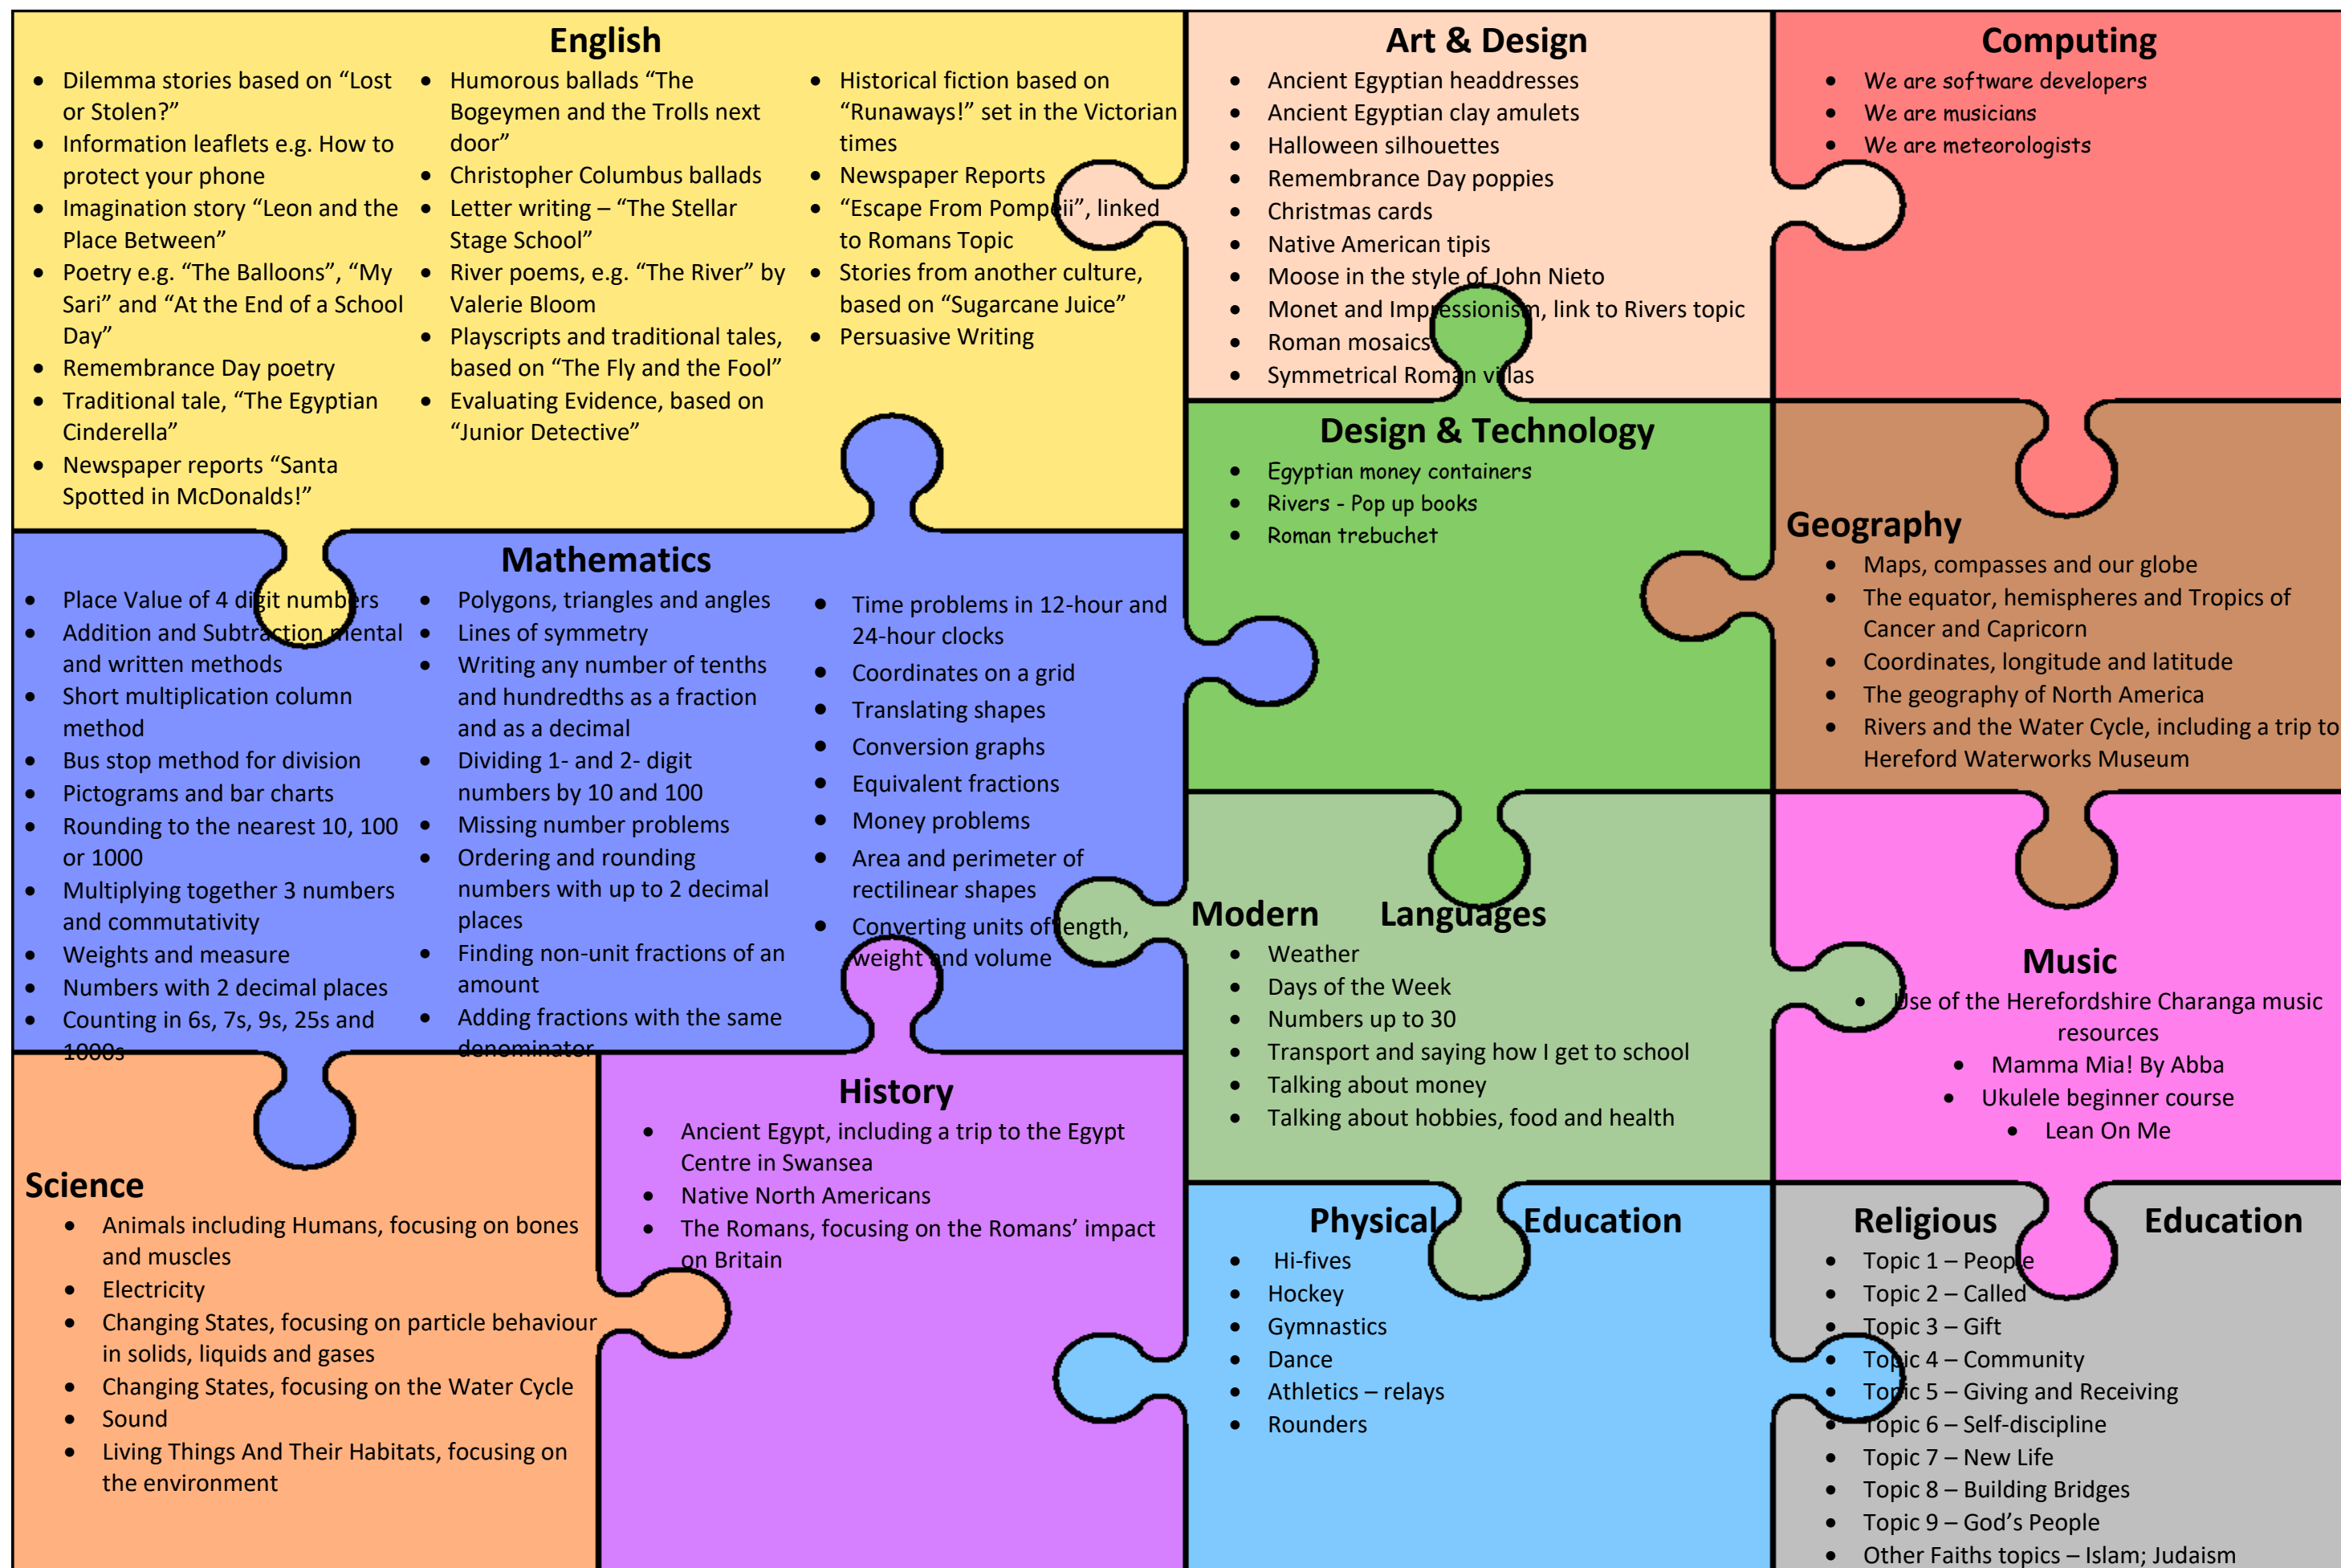 English
• Dilemma stories based on “Lost
or Stolen?”
• Information leaflets e.g. How to
protect your phone
• Imagination story “Leon and the
Place Between”
• Poetry e.g. “The Balloons”, “My
Sari” and “At the End of a School
Day”
• Remembrance Day poetry
• Traditional tale, “The Egyptian
Cinderella”
• Newspaper reports “Santa
Spotted in McDonalds!”
• Humorous ballads “The
Bogeymen and the Trolls next
door”
• Christopher Columbus ballads
• Letter writing – “The Stellar
Stage School”
• River poems, e.g. “The River” by
Valerie Bloom
• Playscripts and traditional tales,
based on “The Fly and the Fool”
• Evaluating Evidence, based on
“Junior Detective”
• Historical fiction based on
“Runaways!” set in the Victorian
times
• Newspaper Reports
• “Escape From Pompeii”, linked
to Romans Topic
• Stories from another culture,
based on “Sugarcane Juice”
• Persuasive Writing
Art & Design
• Ancient Egyptian headdresses
• Ancient Egyptian clay amulets
• Halloween silhouettes
• Remembrance Day poppies
• Christmas cards
• Native American tipis
• Moose in the style of John Nieto
• Monet and Impressionism, link to Rivers topic
• Roman mosaics
• Symmetrical Roman villas
Computing
• We are software developers
• We are musicians
• We are meteorologists
Mathematics
• Place Value of 4 digit numbers
• Addition and Subtraction mental
and written methods
• Short multiplication column
method
• Bus stop method for division
• Pictograms and bar charts
• Rounding to the nearest 10, 100
or 1000
• Multiplying together 3 numbers
and commutativity
• Weights and measure
• Numbers with 2 decimal places
• Counting in 6s, 7s, 9s, 25s and
1000s
• Polygons, triangles and angles
• Lines of symmetry
• Writing any number of tenths
and hundredths as a fraction
and as a decimal
• Dividing 1- and 2- digit
numbers by 10 and 100
• Missing number problems
• Ordering and rounding
numbers with up to 2 decimal
places
• Finding non-unit fractions of an
amount
• Adding fractions with the same
denominator
• Time problems in 12-hour and
24-hour clocks
• Coordinates on a grid
• Translating shapes
• Conversion graphs
• Equivalent fractions
• Money problems
• Area and perimeter of
rectilinear shapes
• Converting units of length,
weight and volume
Design & Technology
• Egyptian money containers
• Rivers - Pop up books
• Roman trebuchet
Geography
• Maps, compasses and our globe
• The equator, hemispheres and Tropics of
Cancer and Capricorn
• Coordinates, longitude and latitude
• The geography of North America
• Rivers and the Water Cycle, including a trip to
Hereford Waterworks Museum
Modern Languages
• Weather
• Days of the Week
• Numbers up to 30
• Transport and saying how I get to school
• Talking about money
• Talking about hobbies, food and health
Music
• Use of the Herefordshire Charanga music
resources
• Mamma Mia! By Abba
• Ukulele beginner course
• Lean On Me
Science
• Animals including Humans, focusing on bones
and muscles
• Electricity
• Changing States, focusing on particle behaviour
in solids, liquids and gases
• Changing States, focusing on the Water Cycle
• Sound
• Living Things And Their Habitats, focusing on
the environment
History
• Ancient Egypt, including a trip to the Egypt
Centre in Swansea
• Native North Americans
• The Romans, focusing on the Romans’ impact
on Britain
Physical Education
• Hi-fives
• Hockey
• Gymnastics
• Dance
• Athletics – relays
• Rounders
Religious Education
• Topic 1 – People
• Topic 2 – Called
• Topic 3 – Gift
• Topic 4 – Community
• Topic 5 – Giving and Receiving
• Topic 6 – Self-discipline
• Topic 7 – New Life
• Topic 8 – Building Bridges
• Topic 9 – God’s People
• Other Faiths topics – Islam; Judaism